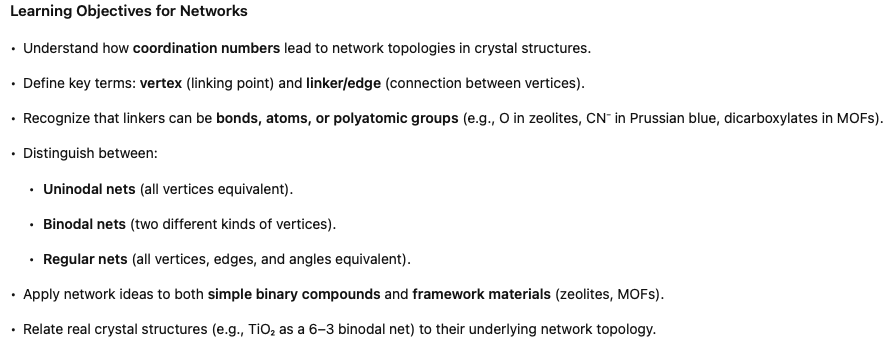 Learning Objectives for Networks
• Understand how coordination numbers lead to network topologies in crystal structures.
• Define key terms: vertex (linking point) and linker/edge (connection between vertices).
• Recognize that linkers can be bonds, atoms, or polyatomic groups (e.g., O in zeolites, CN⁻ in Prussian blue, dicarboxylates in MOFs).
• Distinguish between:
• Uninodal nets (all vertices equivalent).
• Binodal nets (two different kinds of vertices).
• Regular nets (all vertices, edges, and angles equivalent).
• Apply network ideas to both simple binary compounds and framework materials (zeolites, MOFs).
• Relate real crystal structures (e.g., TiO₂ as a 6–3 binodal net) to their underlying network topology.